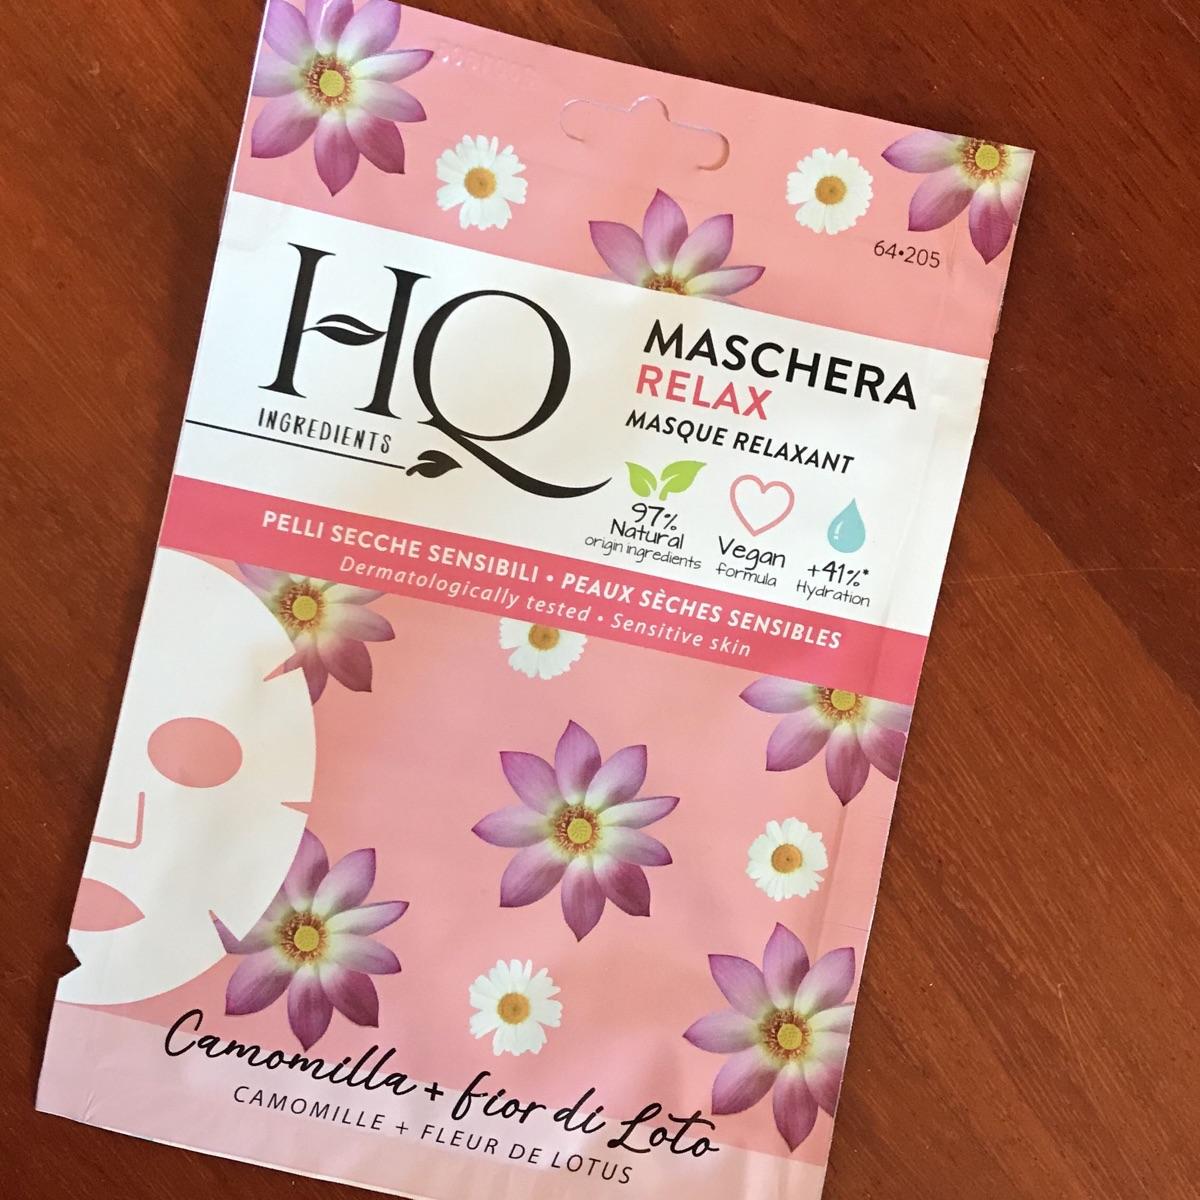 64•205
HQ
INGREDIENTS
MASCHERA
RELAX
MASQUE RELAXANT
97%
Natural
origin ingredients
Vegan
formula
+41%*
Hydration
PELLI SECCHE SENSIBILI • PEAUX SÈCHES SENSIBLES
Dermatologically tested • Sensitive skin
Camomilla + fior di Loto
CAMOMILLE + FLEUR DE LOTUS